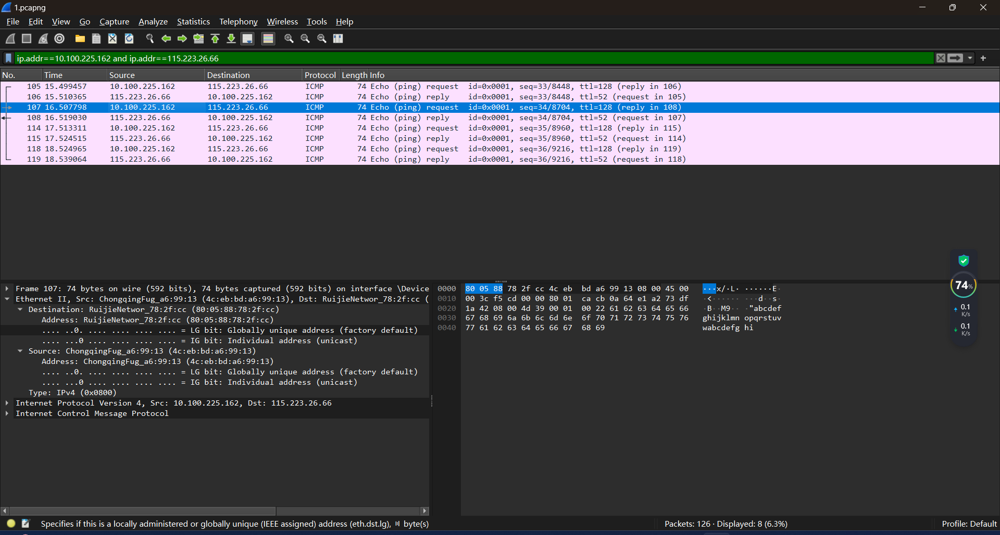 1.pcapng
File Edit View Go Capture Analyze Statistics Telephony Wireless Tools Help
ip.addr==10.100.225.162 and ip.addr==115.223.26.66
No. Time Source Destination Protocol Length Info
105 15.499457 10.100.225.162 115.223.26.66 ICMP 74 Echo (ping) request id=0x0001, seq=33/8448, ttl=128 (reply in 106)
106 15.510365 115.223.26.66 10.100.225.162 ICMP 74 Echo (ping) reply id=0x0001, seq=33/8448, ttl=52 (request in 105)
107 16.507798 10.100.225.162 115.223.26.66 ICMP 74 Echo (ping) request id=0x0001, seq=34/8704, ttl=128 (reply in 108)
108 16.519030 115.223.26.66 10.100.225.162 ICMP 74 Echo (ping) reply id=0x0001, seq=34/8704, ttl=52 (request in 107)
114 17.513311 10.100.225.162 115.223.26.66 ICMP 74 Echo (ping) request id=0x0001, seq=35/8960, ttl=128 (reply in 115)
115 17.524515 115.223.26.66 10.100.225.162 ICMP 74 Echo (ping) reply id=0x0001, seq=35/8960, ttl=52 (request in 114)
118 18.524965 10.100.225.162 115.223.26.66 ICMP 74 Echo (ping) request id=0x0001, seq=36/9216, ttl=128 (reply in 119)
119 18.539064 115.223.26.66 10.100.225.162 ICMP 74 Echo (ping) reply id=0x0001, seq=36/9216, ttl=52 (request in 118)
Frame 107: 74 bytes on wire (592 bits), 74 bytes captured (592 bits) on interface \Device
Ethernet II, Src: ChongqingFug_a6:99:13 (4c:eb:bd:a6:99:13), Dst: RuijieNetwor_78:2f:cc (
Destination: RuijieNetwor_78:2f:cc (80:05:88:78:2f:cc)
Address: RuijieNetwor_78:2f:cc (80:05:88:78:2f:cc)
.... ..0. .... .... .... .... = LG bit: Globally unique address (factory default)
.... ...0 .... .... .... .... = IG bit: Individual address (unicast)
Source: ChongqingFug_a6:99:13 (4c:eb:bd:a6:99:13)
Address: ChongqingFug_a6:99:13 (4c:eb:bd:a6:99:13)
.... ..0. .... .... .... .... = LG bit: Globally unique address (factory default)
.... ...0 .... .... .... .... = IG bit: Individual address (unicast)
Type: IPv4 (0x0800)
Internet Protocol Version 4, Src: 10.100.225.162, Dst: 115.223.26.66
Internet Control Message Protocol
0000 80 05 88 78 2f cc 4c eb bd a6 99 13 08 00 45 00 ···x/·L· ······E·
0010 00 3c f5 cd 00 00 80 01 ca cb 0a 64 e1 a2 73 df ·<······ ···d··s·
0020 1a 42 08 00 4d 39 00 01 00 22 61 62 63 64 65 66 ·B··M9·· ·"abcdef
0030 67 68 69 6a 6b 6c 6d 6e 6f 70 71 72 73 74 75 76 ghijklmn opqrstuv
0040 77 61 62 63 64 65 66 67 68 69 wabcdefg hi
74%
0.1
K/s
0.1
K/s
Specifies if this is a locally administered or globally unique (IEEE assigned) address (eth.dst.lg), byte(s)
Packets: 126 · Displayed: 8 (6.3%)
Profile: Default